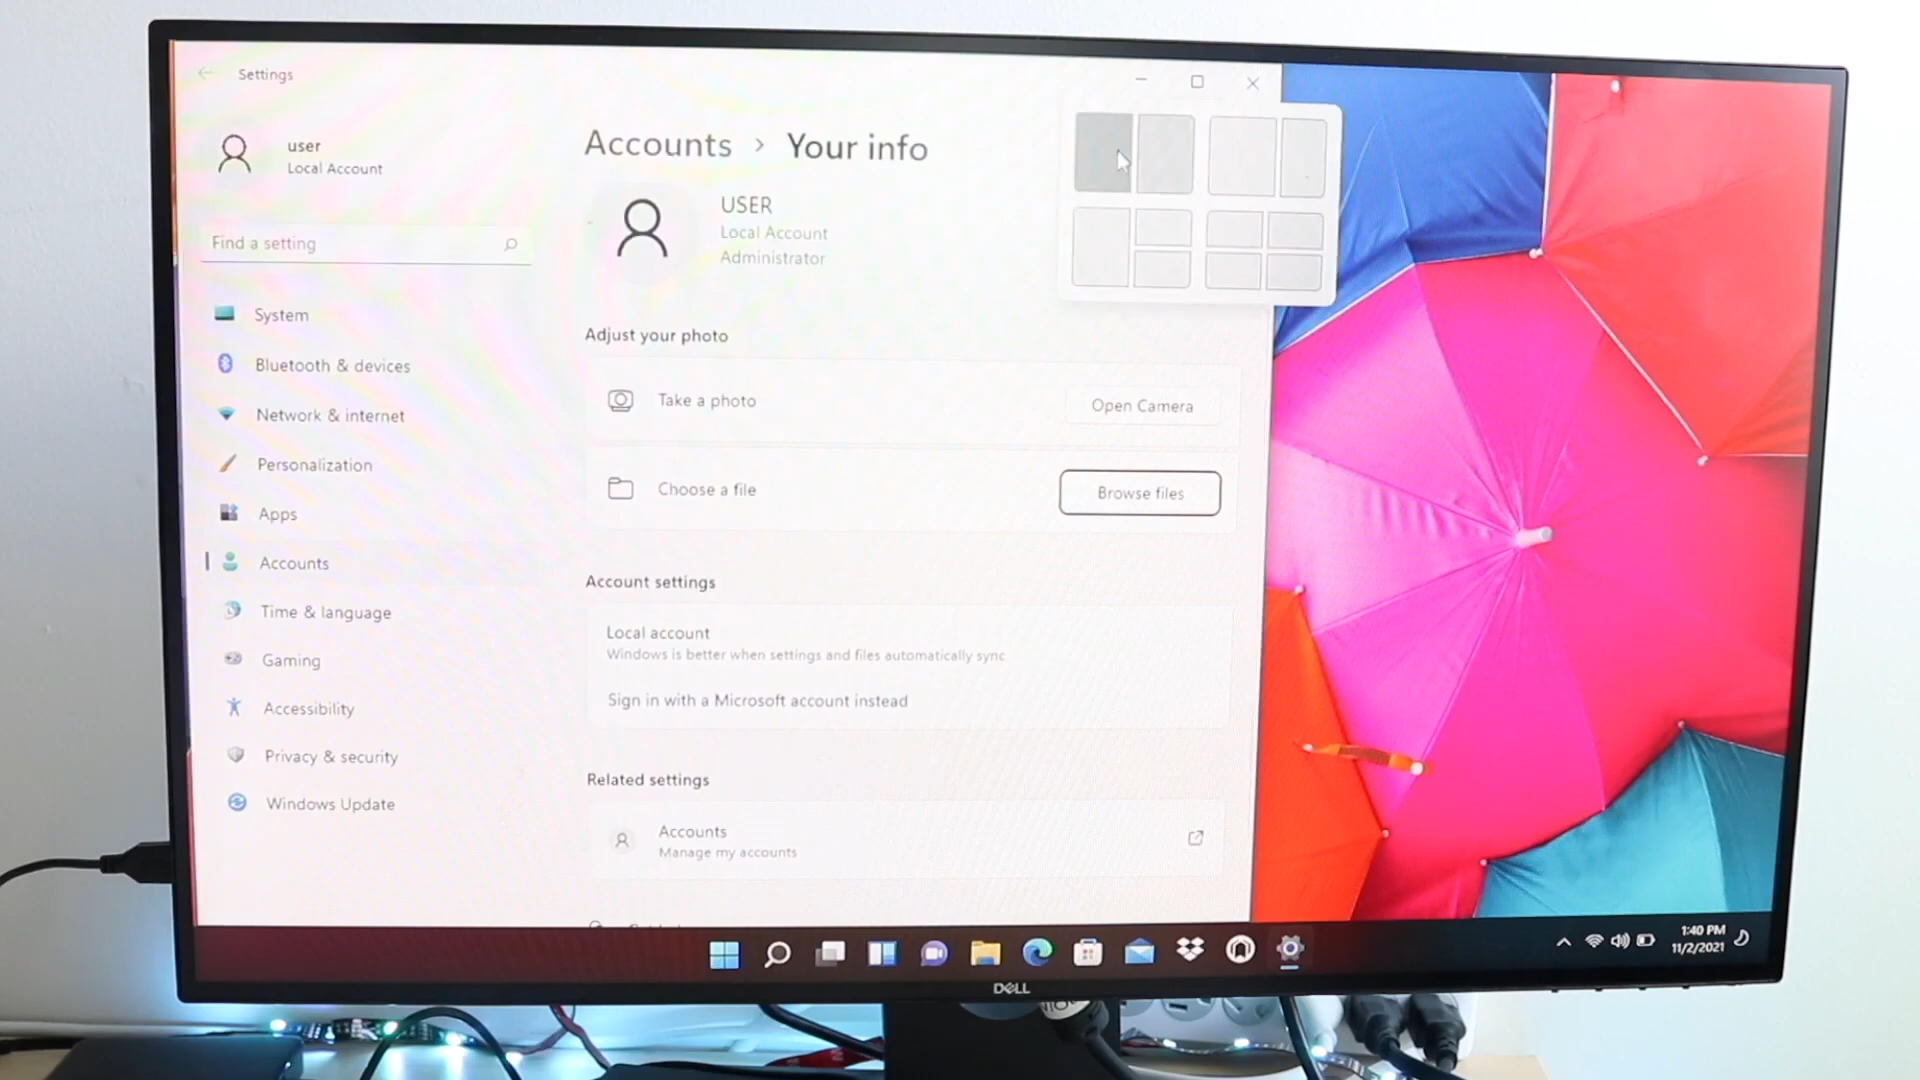 Settings
user
Local Account
Find a setting
System
Bluetooth & devices
Network & internet
Personalization
Apps
Accounts
Time & language
Gaming
Accessibility
Privacy & security
Windows Update
Accounts > Your info
USER
Local Account
Administrator
Adjust your photo
Take a photo
Open Camera
Choose a file
Browse files
Account settings
Local account
Windows is better when settings and files automatically sync
Sign in with a Microsoft account instead
Related settings
Accounts
Manage my accounts
1:40 PM
11/2/2021
DELL